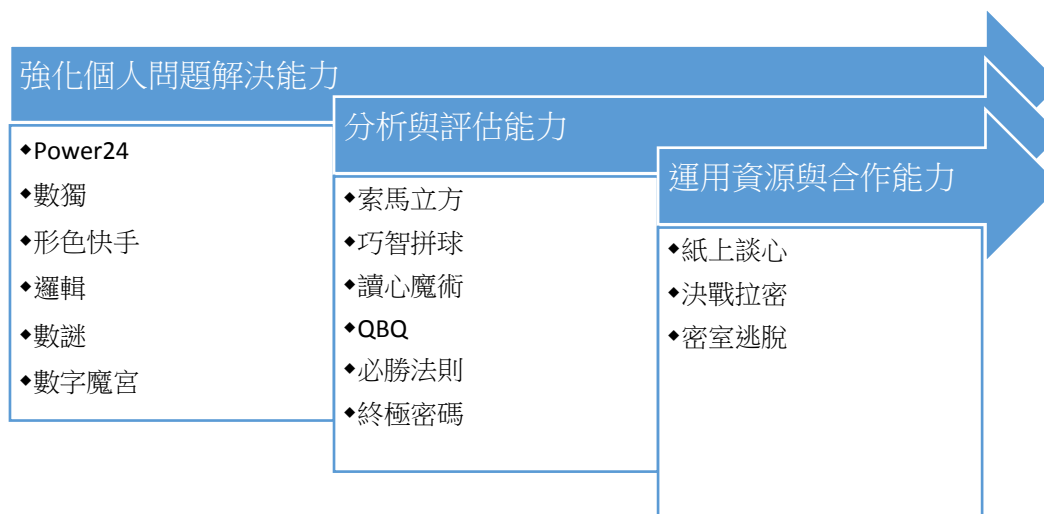 強化個人問題解決能力
◆Power24
◆數獨
◆形色快手
◆邏輯
◆數謎
◆數字魔宮
分析與評估能力
◆索馬立方
◆巧智拼球
◆讀心魔術
◆QBQ
◆必勝法則
◆終極密碼
運用資源與合作能力
◆紙上談心
◆決戰拉密
◆密室逃脫